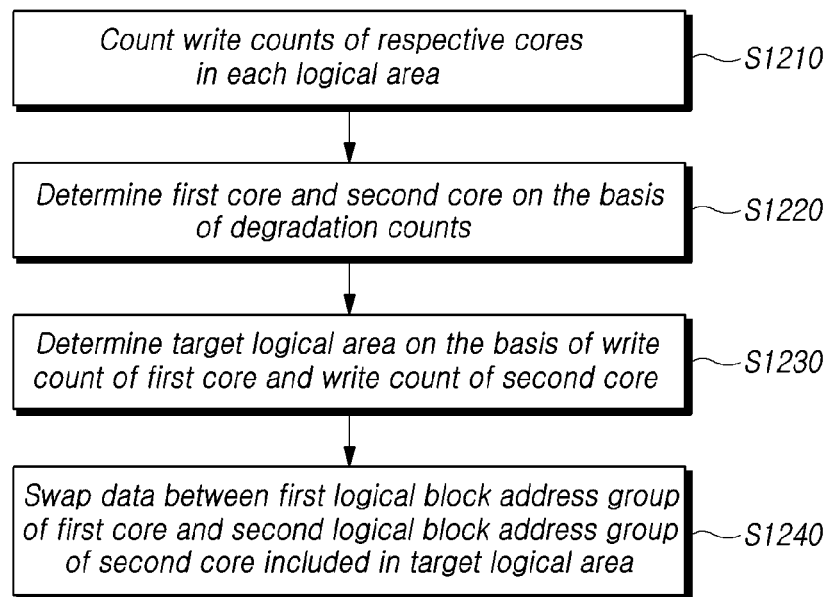 Count write counts of respective cores
in each logical area
S1210
Determine first core and second core on the basis
of degradation counts
S1220
Determine target logical area on the basis of write
count of first core and write count of second core
S1230
Swap data between first logical block address group
of first core and second logical block address group
of second core included in target logical area
S1240